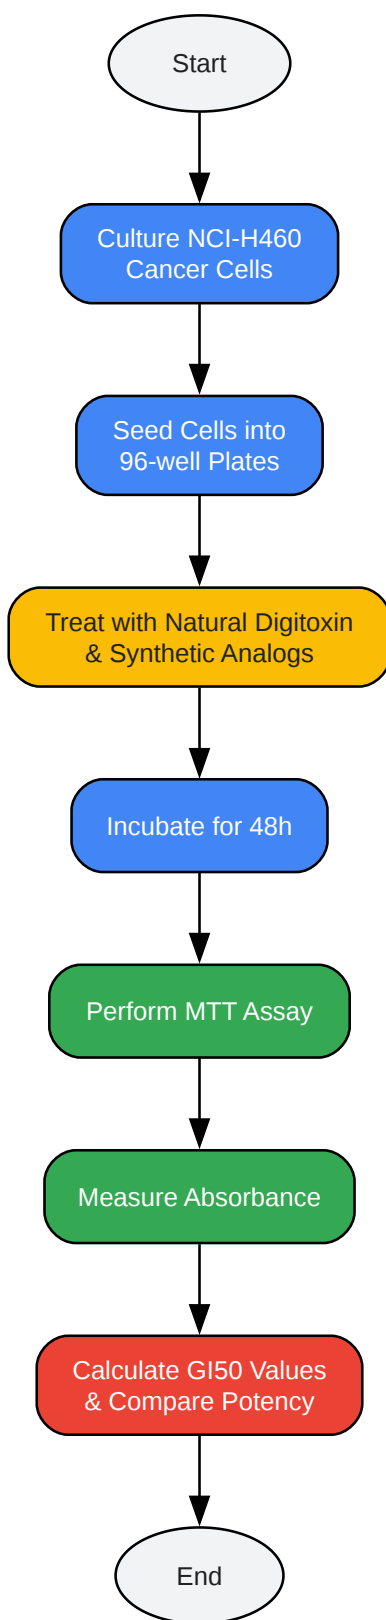 Start
Culture NCI-H460
Cancer Cells
Seed Cells into
96-well Plates
Treat with Natural Digitoxin
& Synthetic Analogs
Incubate for 48h
Perform MTT Assay
Measure Absorbance
Calculate GI50 Values
& Compare Potency
End